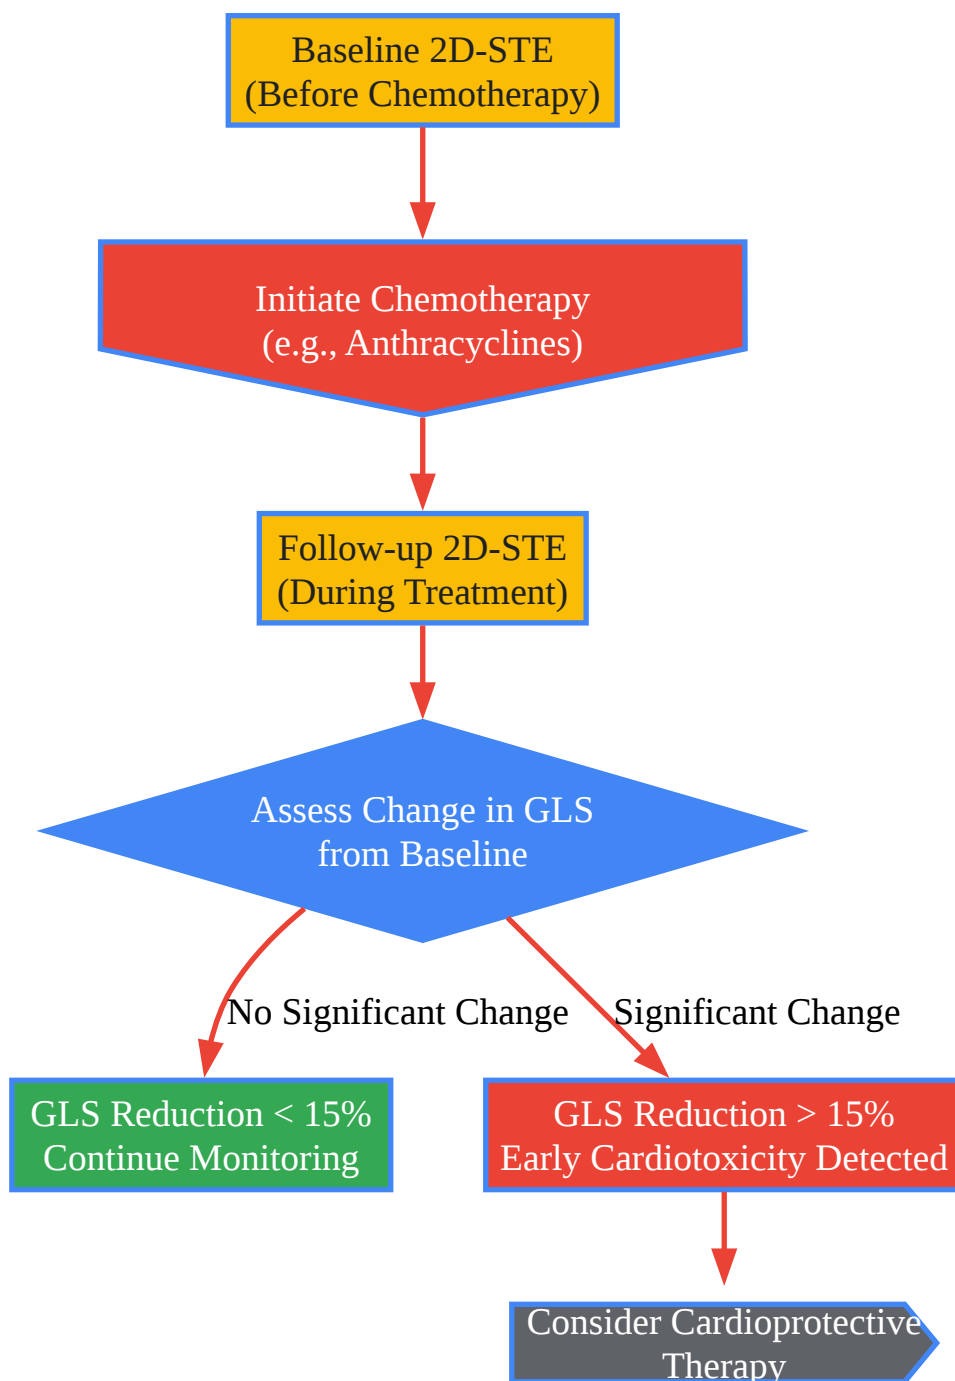 Baseline 2D-STE
(Before Chemotherapy)
Initiate Chemotherapy
(e.g., Anthracyclines)
Follow-up 2D-STE
(During Treatment)
Assess Change in GLS
from Baseline
No Significant Change
Significant Change
GLS Reduction < 15%
Continue Monitoring
GLS Reduction > 15%
Early Cardiotoxicity Detected
Consider Cardioprotective
Therapy